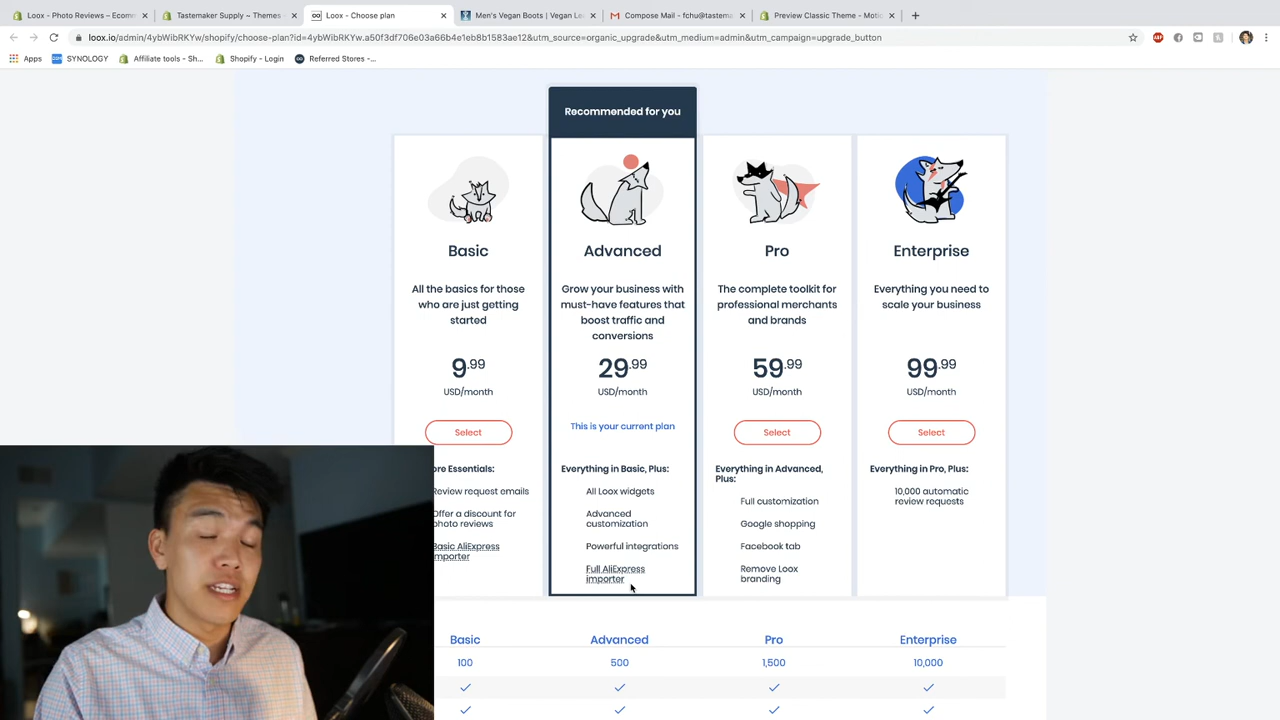 Loox - Photo Reviews – Ecomm
Tastemaker Supply ~ Themes ~
Loox - Choose plan
Men's Vegan Boots | Vegan Le
Compose Mail - fchu@tastema
Preview Classic Theme - Motio
loox.io/admin/4ybWibRKYw/shopify/choose-plan?id=4ybWibRKYw.a50f3df706e03a66b4e1eb8b1583ae12&utm_source=organic_upgrade&utm_medium=admin&utm_campaign=upgrade_button
Apps
SYNOLOGY
Affiliate tools - Sh...
Shopify - Login
Referred Stores -...
Recommended for you
Basic
All the basics for those
who are just getting
started
9.99
USD/month
Select
ore Essentials:
Review request emails
Offer a discount for
photo reviews
Basic AliExpress
importer
Advanced
Grow your business with
must-have features that
boost traffic and
conversions
29.99
USD/month
This is your current plan
Everything in Basic, Plus:
All Loox widgets
Advanced
customization
Powerful integrations
Full AliExpress
importer
Pro
The complete toolkit for
professional merchants
and brands
59.99
USD/month
Select
Everything in Advanced,
Plus:
Full customization
Google shopping
Facebook tab
Remove Loox
branding
Enterprise
Everything you need to
scale your business
99.99
USD/month
Select
Everything in Pro, Plus:
10,000 automatic
review requests
Basic Advanced Pro Enterprise
100 500 1,500 10,000